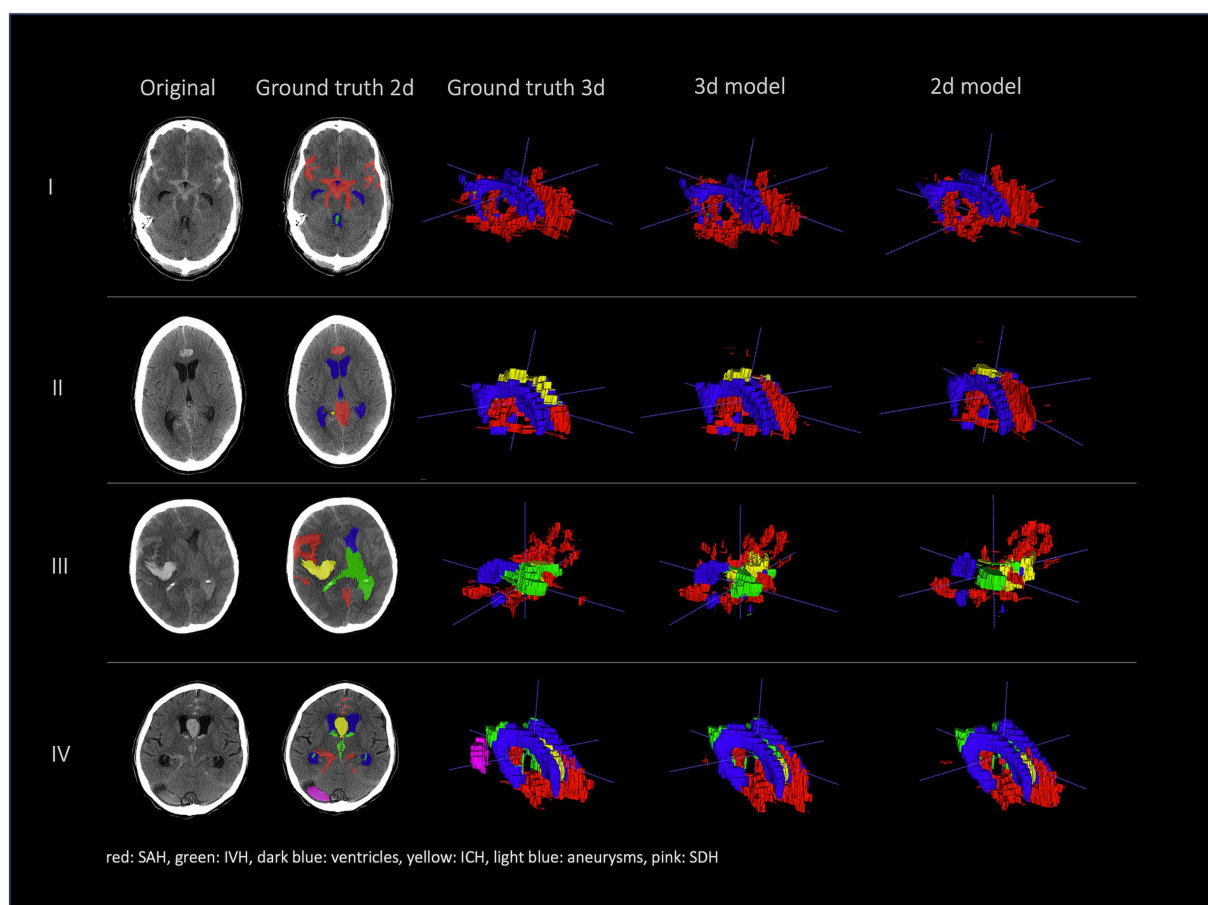 Original Ground truth 2d Ground truth 3d 3d model 2d model
I
II
III
IV
red: SAH, green: IVH, dark blue: ventricles, yellow: ICH, light blue: aneurysms, pink: SDH